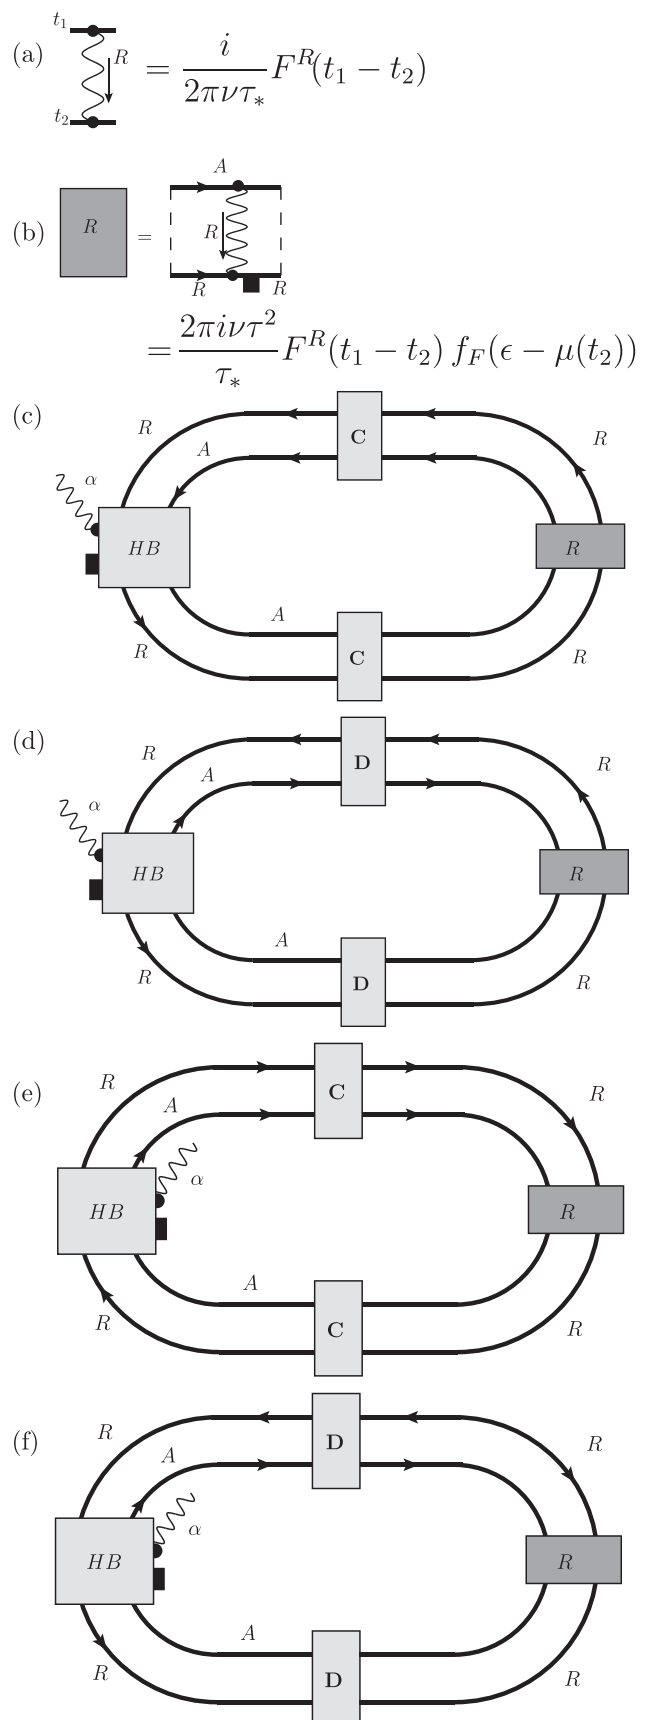 (a) t₁ R t₂ = i/(2πντ_*) F^R(t₁ − t₂)
A
(b) R = R
R R
= 2πiντ²/τ_* F^R(t₁ − t₂) f_F(ϵ − μ(t₂))
(c) R C R
A
α
HB R
A
R C R
(d) R D R
A
α
HB R
A
R D R
(e) R C R
A
α
HB R
A
R C R
(f) R D R
A
α
HB R
A
R D R